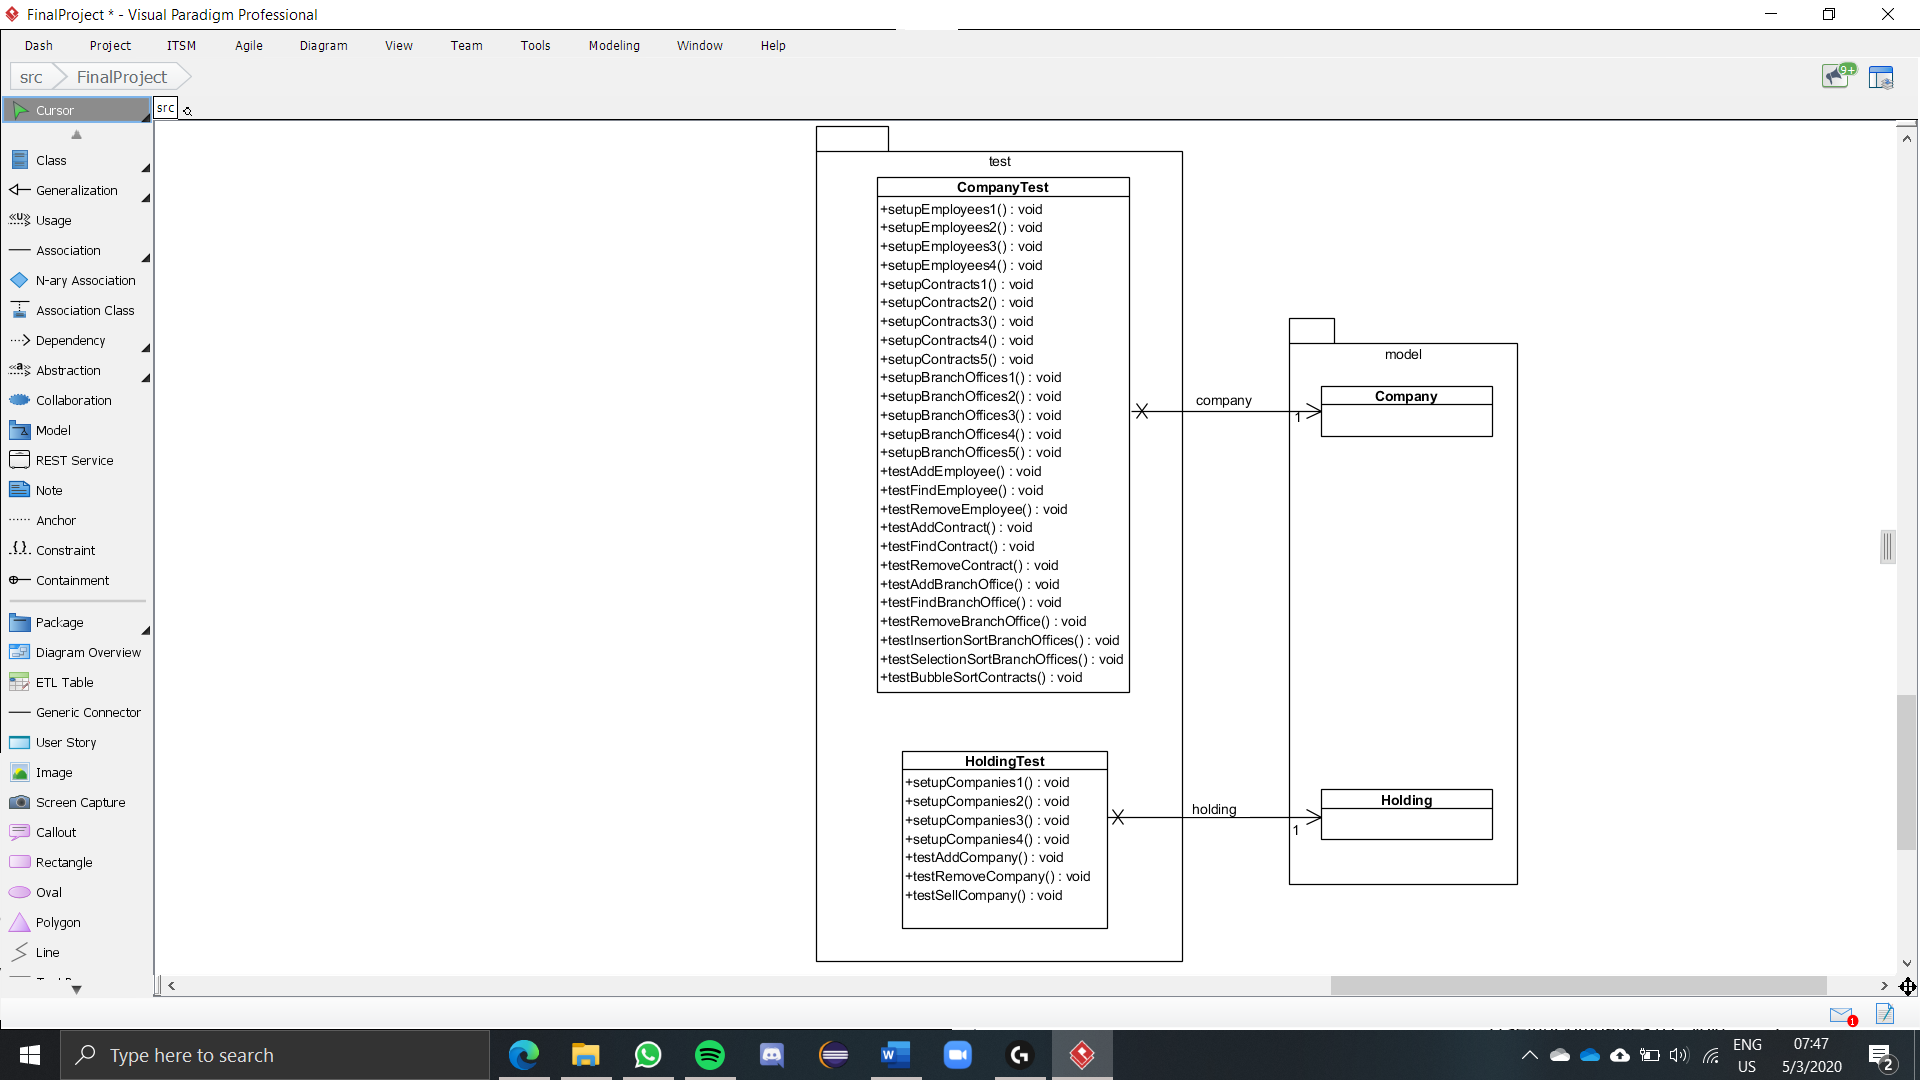 FinalProject * - Visual Paradigm Professional
Dash Project ITSM Agile Diagram View Team Tools Modeling Window Help
src FinalProject
9+
Cursor
src
Class
Generalization
Usage
Association
N-ary Association
Association Class
Dependency
Abstraction
Collaboration
Model
REST Service
Note
Anchor
Constraint
Containment
Package
Diagram Overview
ETL Table
Generic Connector
User Story
Image
Screen Capture
Callout
Rectangle
Oval
Polygon
Line
test
CompanyTest
+setupEmployees1() : void
+setupEmployees2() : void
+setupEmployees3() : void
+setupEmployees4() : void
+setupContracts1() : void
+setupContracts2() : void
+setupContracts3() : void
+setupContracts4() : void
+setupContracts5() : void
+setupBranchOffices1() : void
+setupBranchOffices2() : void
+setupBranchOffices3() : void
+setupBranchOffices4() : void
+setupBranchOffices5() : void
+testAddEmployee() : void
+testFindEmployee() : void
+testRemoveEmployee() : void
+testAddContract() : void
+testFindContract() : void
+testRemoveContract() : void
+testAddBranchOffice() : void
+testFindBranchOffice() : void
+testRemoveBranchOffice() : void
+testInsertionSortBranchOffices() : void
+testSelectionSortBranchOffices() : void
+testBubbleSortContracts() : void
HoldingTest
+setupCompanies1() : void
+setupCompanies2() : void
+setupCompanies3() : void
+setupCompanies4() : void
+testAddCompany() : void
+testRemoveCompany() : void
+testSellCompany() : void
company
1
holding
1
model
Company
Holding
1
Type here to search
ENG
US
07:47
5/3/2020
2